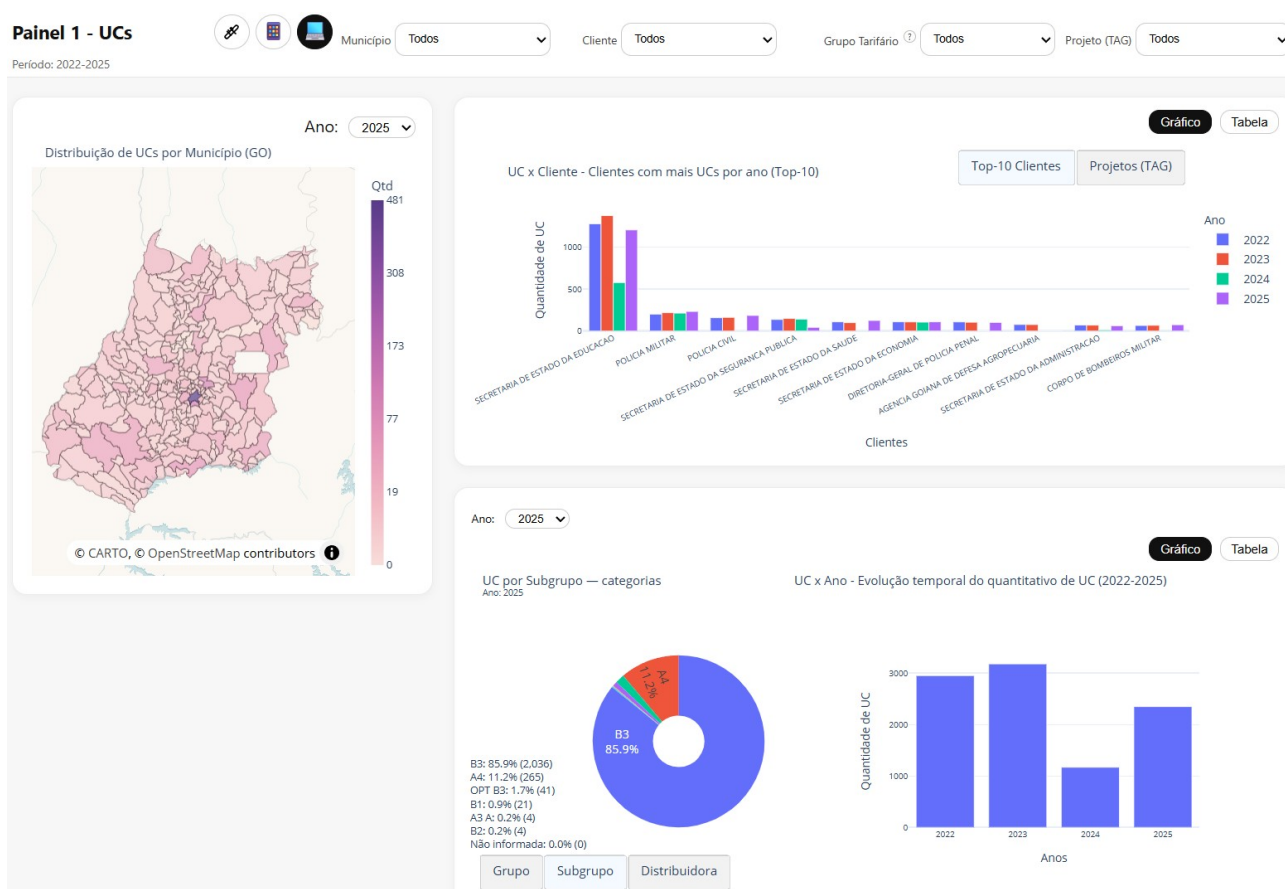 Painel 1 - UCs
Período: 2022-2025
Município Todos
Cliente Todos
Grupo Tarifário ? Todos
Projeto (TAG) Todos
Ano: 2025
Distribuição de UCs por Município (GO)
Qtd
481
308
173
77
19
0
© CARTO, © OpenStreetMap contributors
Gráfico Tabela
UC x Cliente - Clientes com mais UCs por ano (Top-10)
Top-10 Clientes Projetos (TAG)
Quantidade de UC
1000
500
0
SECRETARIA DE ESTADO DA EDUCACAO
POLICIA MILITAR
POLICIA CIVIL
SECRETARIA DE ESTADO DA SEGURANCA PUBLICA
SECRETARIA DE ESTADO DA SAUDE
SECRETARIA DE ESTADO DA ECONOMIA
DIRETORIA-GERAL DE POLICIA PENAL
AGENCIA GOIANA DE DEFESA AGROPECUARIA
SECRETARIA DE ESTADO DA ADMINISTRACAO
CORPO DE BOMBEIROS MILITAR
Clientes
Ano
2022
2023
2024
2025
Ano: 2025
Gráfico Tabela
UC por Subgrupo — categorias
Ano: 2025
A4
11.2%
B3
85.9%
B3: 85.9% (2,036)
A4: 11.2% (265)
OPT B3: 1.7% (41)
B1: 0.9% (21)
A3 A: 0.2% (4)
B2: 0.2% (4)
Não informada: 0.0% (0)
Grupo Subgrupo Distribuidora
UC x Ano - Evolução temporal do quantitativo de UC (2022-2025)
Quantidade de UC
3000
2000
1000
0
2022 2023 2024 2025
Anos